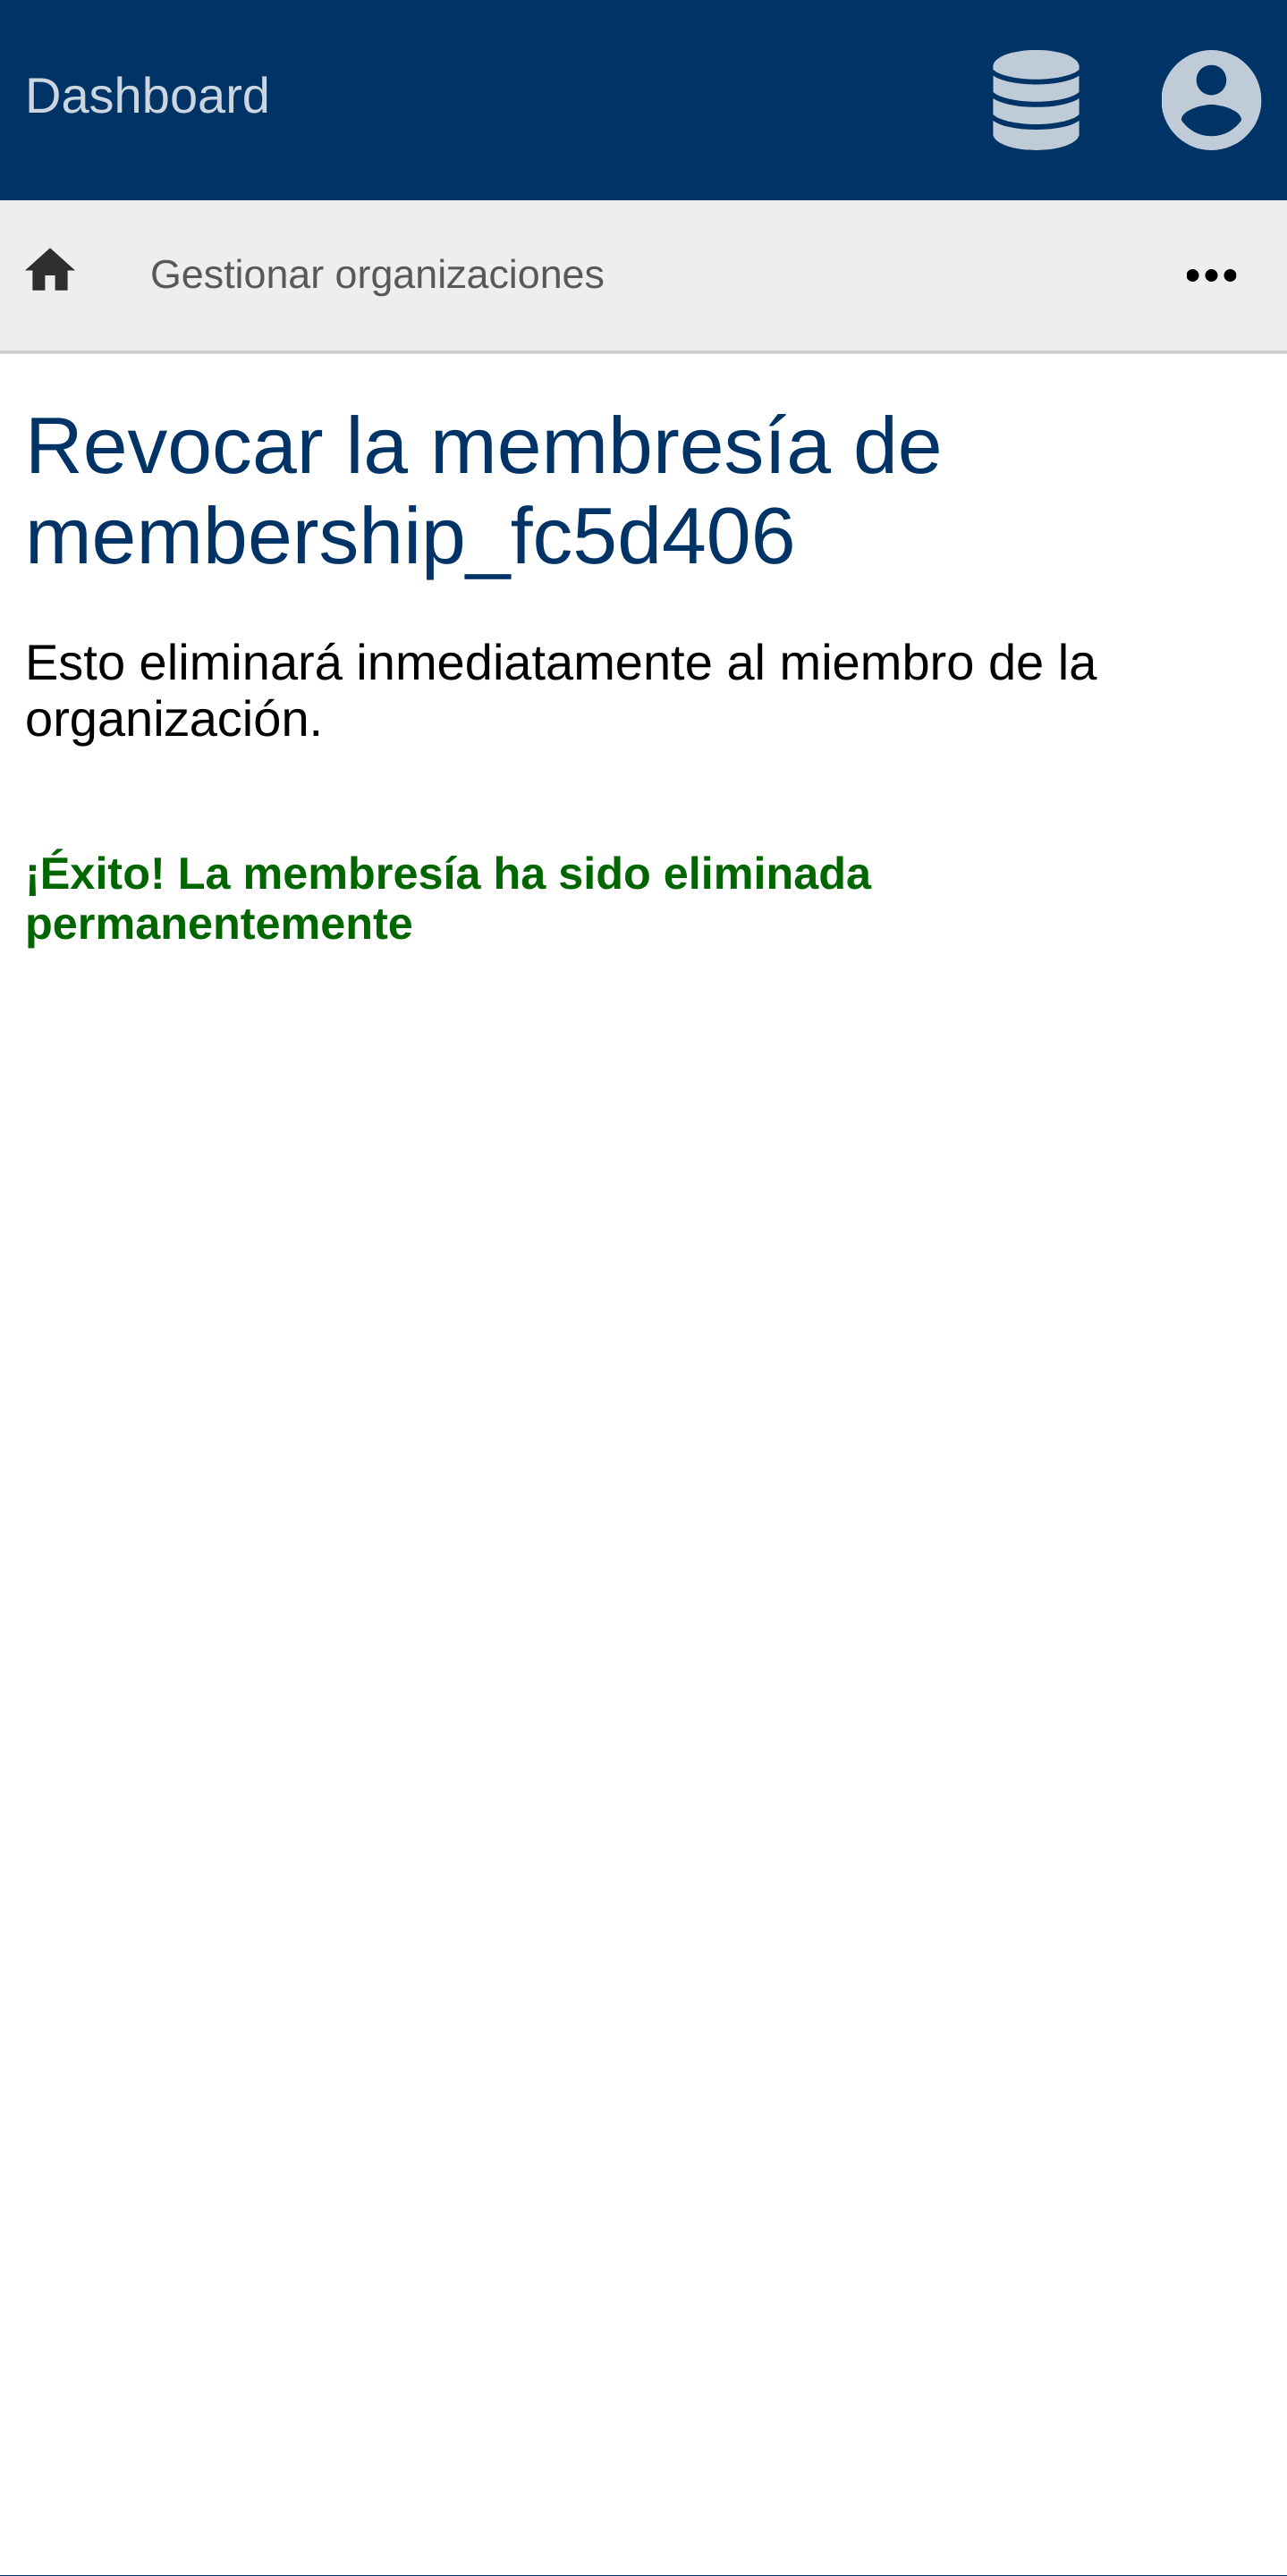 Dashboard
Gestionar organizaciones
Revocar la membresía de
membership_fc5d406
Esto eliminará inmediatamente al miembro de la
organización.
¡Éxito! La membresía ha sido eliminada
permanentemente